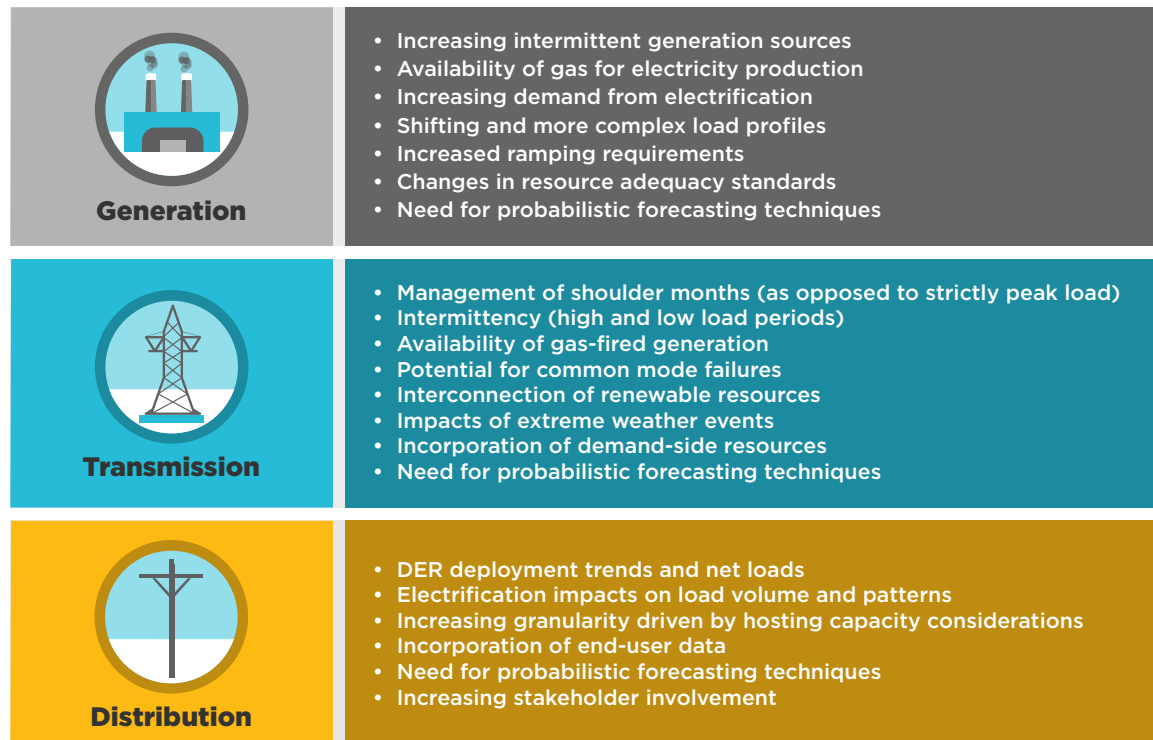 Generation
• Increasing intermittent generation sources
• Availability of gas for electricity production
• Increasing demand from electrification
• Shifting and more complex load profiles
• Increased ramping requirements
• Changes in resource adequacy standards
• Need for probabilistic forecasting techniques
Transmission
• Management of shoulder months (as opposed to strictly peak load)
• Intermittency (high and low load periods)
• Availability of gas-fired generation
• Potential for common mode failures
• Interconnection of renewable resources
• Impacts of extreme weather events
• Incorporation of demand-side resources
• Need for probabilistic forecasting techniques
Distribution
• DER deployment trends and net loads
• Electrification impacts on load volume and patterns
• Increasing granularity driven by hosting capacity considerations
• Incorporation of end-user data
• Need for probabilistic forecasting techniques
• Increasing stakeholder involvement